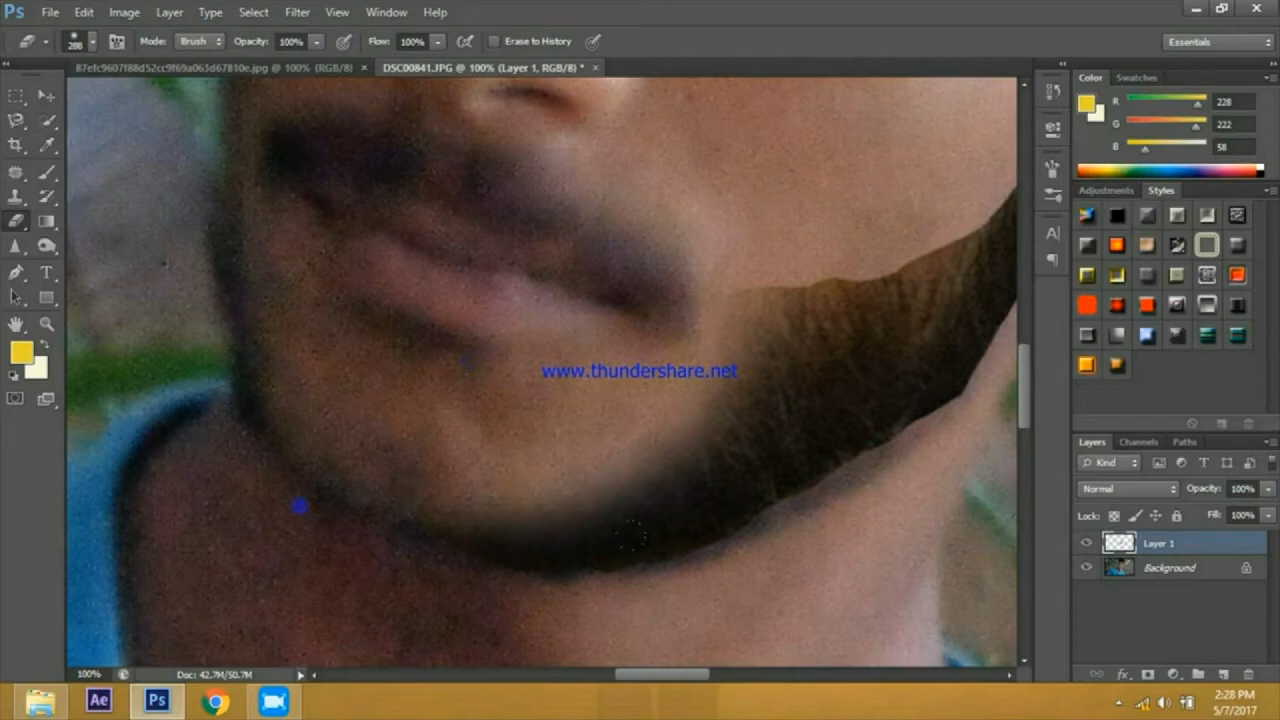 Ps File Edit Image Layer Type Select Filter View Window Help
288 Mode: Brush Opacity: 100% Flow: 100% Erase to History Essentials
DSC00841.JPG @ 100% (Layer 1, RGB/8) *
Color Swatches
R 228
G 222
B 58
Adjustments Styles
www.thundershare.net
Layers Channels Paths
Kind
Normal Opacity: 100%
Lock: Fill: 100%
Layer 1
Background
100% Doc: 42.7M/50.7M
Ae Ps
2:28 PM
5/7/2017